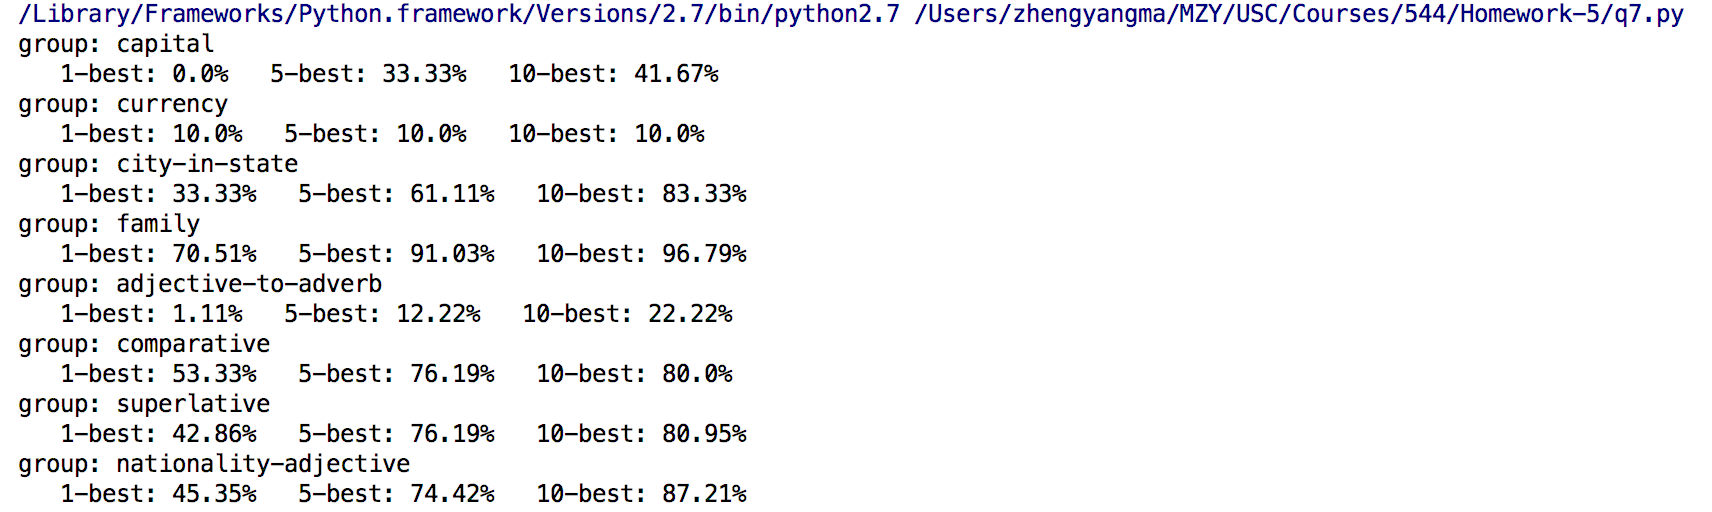 /Library/Frameworks/Python.framework/Versions/2.7/bin/python2.7 /Users/zhengyangma/MZY/USC/Courses/544/Homework-5/q7.py
group: capital
   1-best: 0.0%   5-best: 33.33%   10-best: 41.67%
group: currency
   1-best: 10.0%   5-best: 10.0%   10-best: 10.0%
group: city-in-state
   1-best: 33.33%   5-best: 61.11%   10-best: 83.33%
group: family
   1-best: 70.51%   5-best: 91.03%   10-best: 96.79%
group: adjective-to-adverb
   1-best: 1.11%   5-best: 12.22%   10-best: 22.22%
group: comparative
   1-best: 53.33%   5-best: 76.19%   10-best: 80.0%
group: superlative
   1-best: 42.86%   5-best: 76.19%   10-best: 80.95%
group: nationality-adjective
   1-best: 45.35%   5-best: 74.42%   10-best: 87.21%